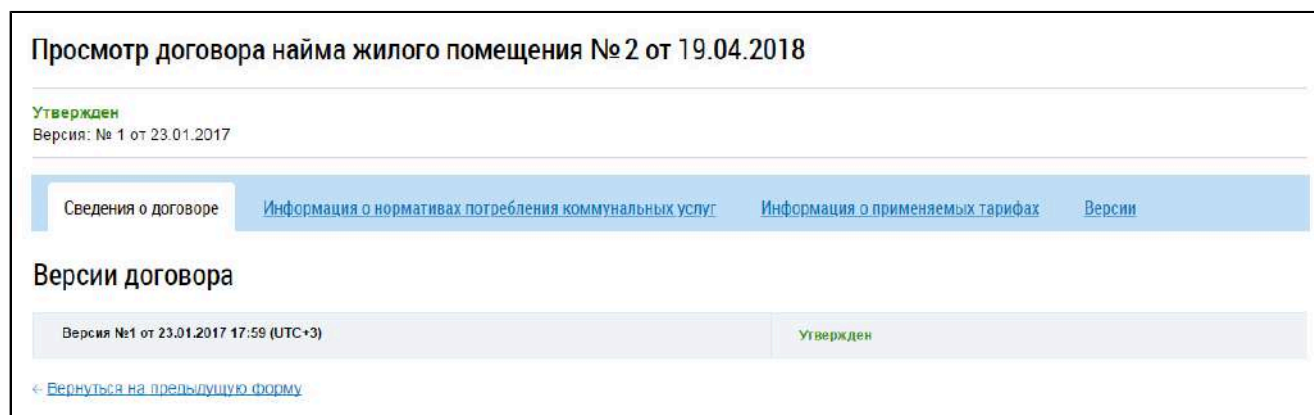 Просмотр договора найма жилого помещения № 2 от 19.04.2018
Утвержден
Версия: № 1 от 23.01.2017
Сведения о договоре Информация о нормативах потребления коммунальных услуг Информация о применяемых тарифах Версии
Версии договора
Версия №1 от 23.01.2017 17:59 (UTC+3) Утвержден
← Вернуться на предыдущую форму